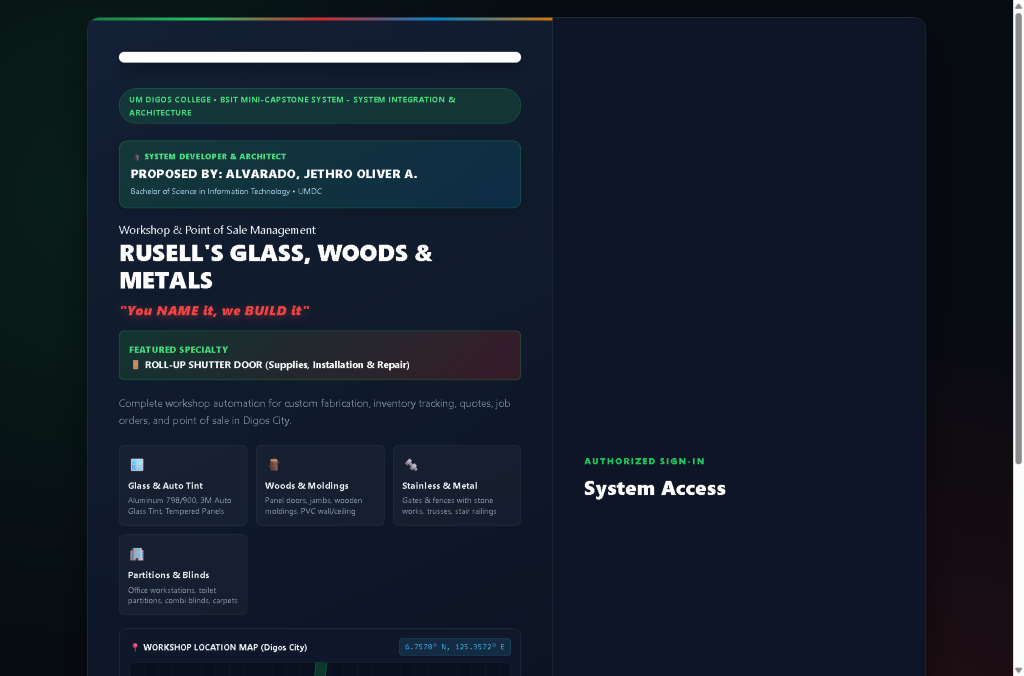 UM DIGOS COLLEGE • BSIT MINI-CAPSTONE SYSTEM - SYSTEM INTEGRATION &
ARCHITECTURE
SYSTEM DEVELOPER & ARCHITECT
PROPOSED BY: ALVARADO, JETHRO OLIVER A.
Bachelor of Science in Information Technology • UMDC
Workshop & Point of Sale Management
RUSELL'S GLASS, WOODS &
METALS
"You NAME it, we BUILD it"
FEATURED SPECIALTY
ROLL-UP SHUTTER DOOR (Supplies, Installation & Repair)
Complete workshop automation for custom fabrication, inventory tracking, quotes, job
orders, and point of sale in Digos City.
Glass & Auto Tint
Aluminum 798/900, 3M Auto
Glass Tint, Tempered Panels
Woods & Moldings
Panel doors, jambs, wooden
moldings, PVC wall/ceiling
Stainless & Metal
Gates & fences with stone
works, trusses, stair railings
Partitions & Blinds
Office workstations, toilet
partitions, combi blinds, carpets
WORKSHOP LOCATION MAP (Digos City)
6.7570° N, 125.3572° E
AUTHORIZED SIGN-IN
System Access